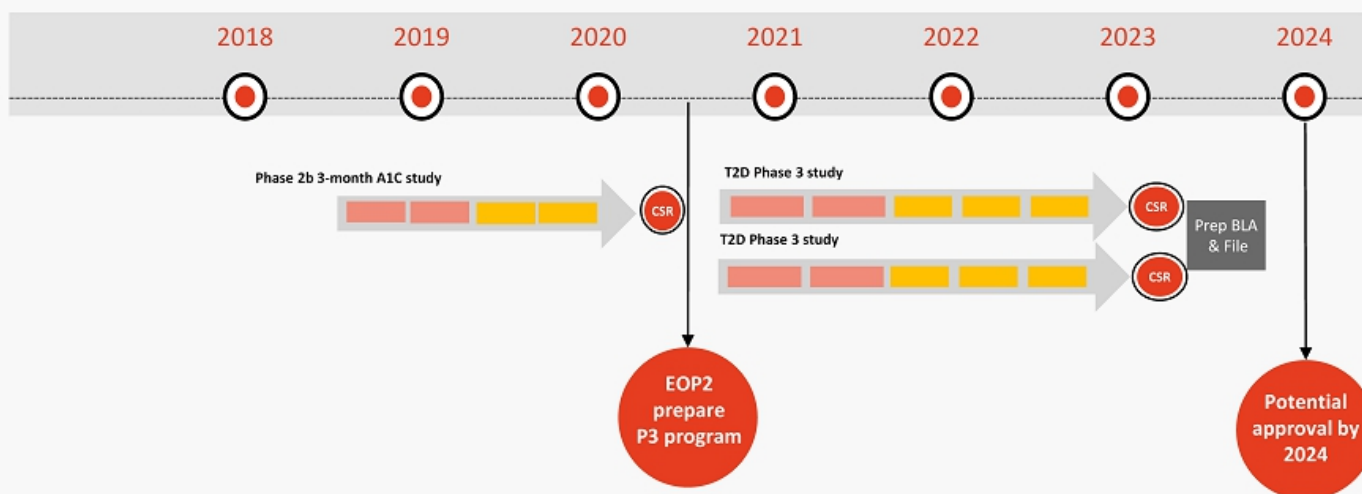 2018 2019 2020 2021 2022 2023 2024
Phase 2b 3-month A1C study
CSR
T2D Phase 3 study
CSR
T2D Phase 3 study
CSR
Prep BLA
& File
EOP2
prepare
P3 program
Potential
approval by
2024